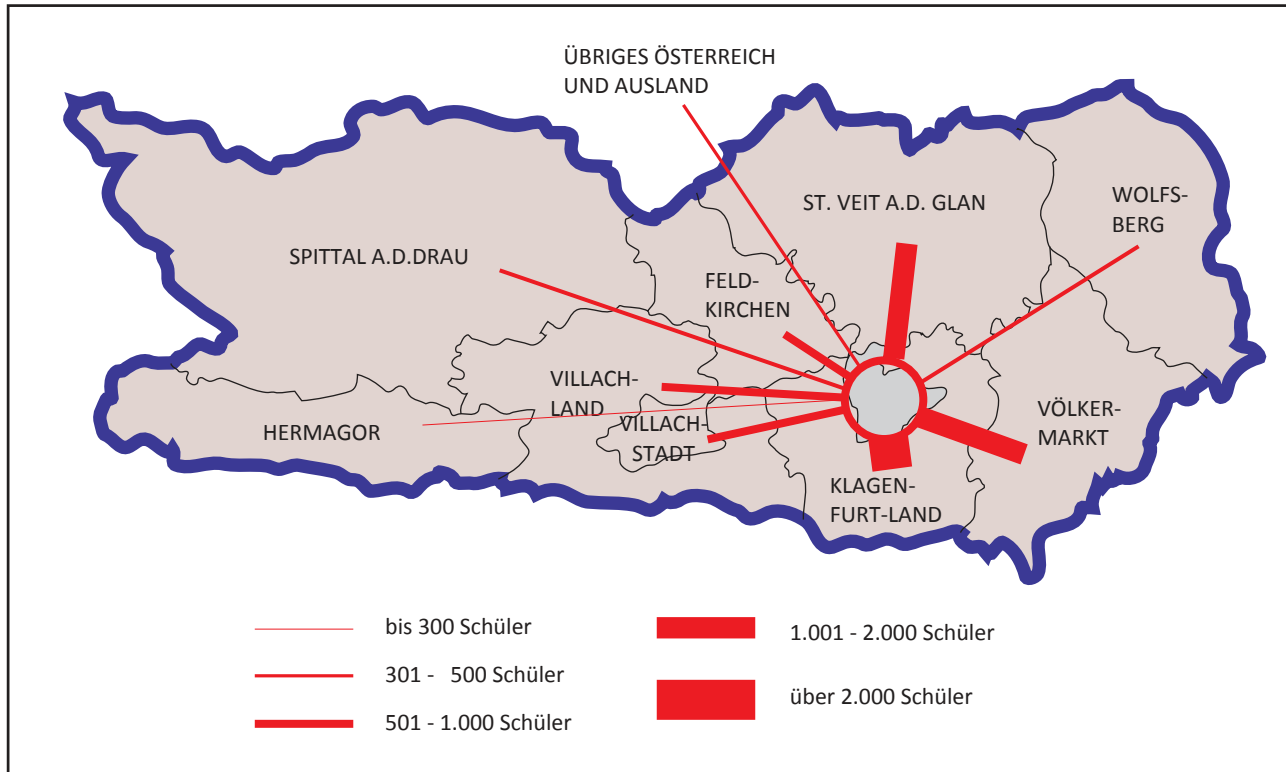 ÜBRIGES ÖSTERREICH
UND AUSLAND
ST. VEIT A.D. GLAN
WOLFS-
BERG
SPITTAL A.D.DRAU
FELD-
KIRCHEN
VILLACH-
LAND
HERMAGOR
VILLACH-
STADT
VÖLKER-
MARKT
KLAGEN-
FURT-LAND
bis 300 Schüler
301 - 500 Schüler
501 - 1.000 Schüler
1.001 - 2.000 Schüler
über 2.000 Schüler